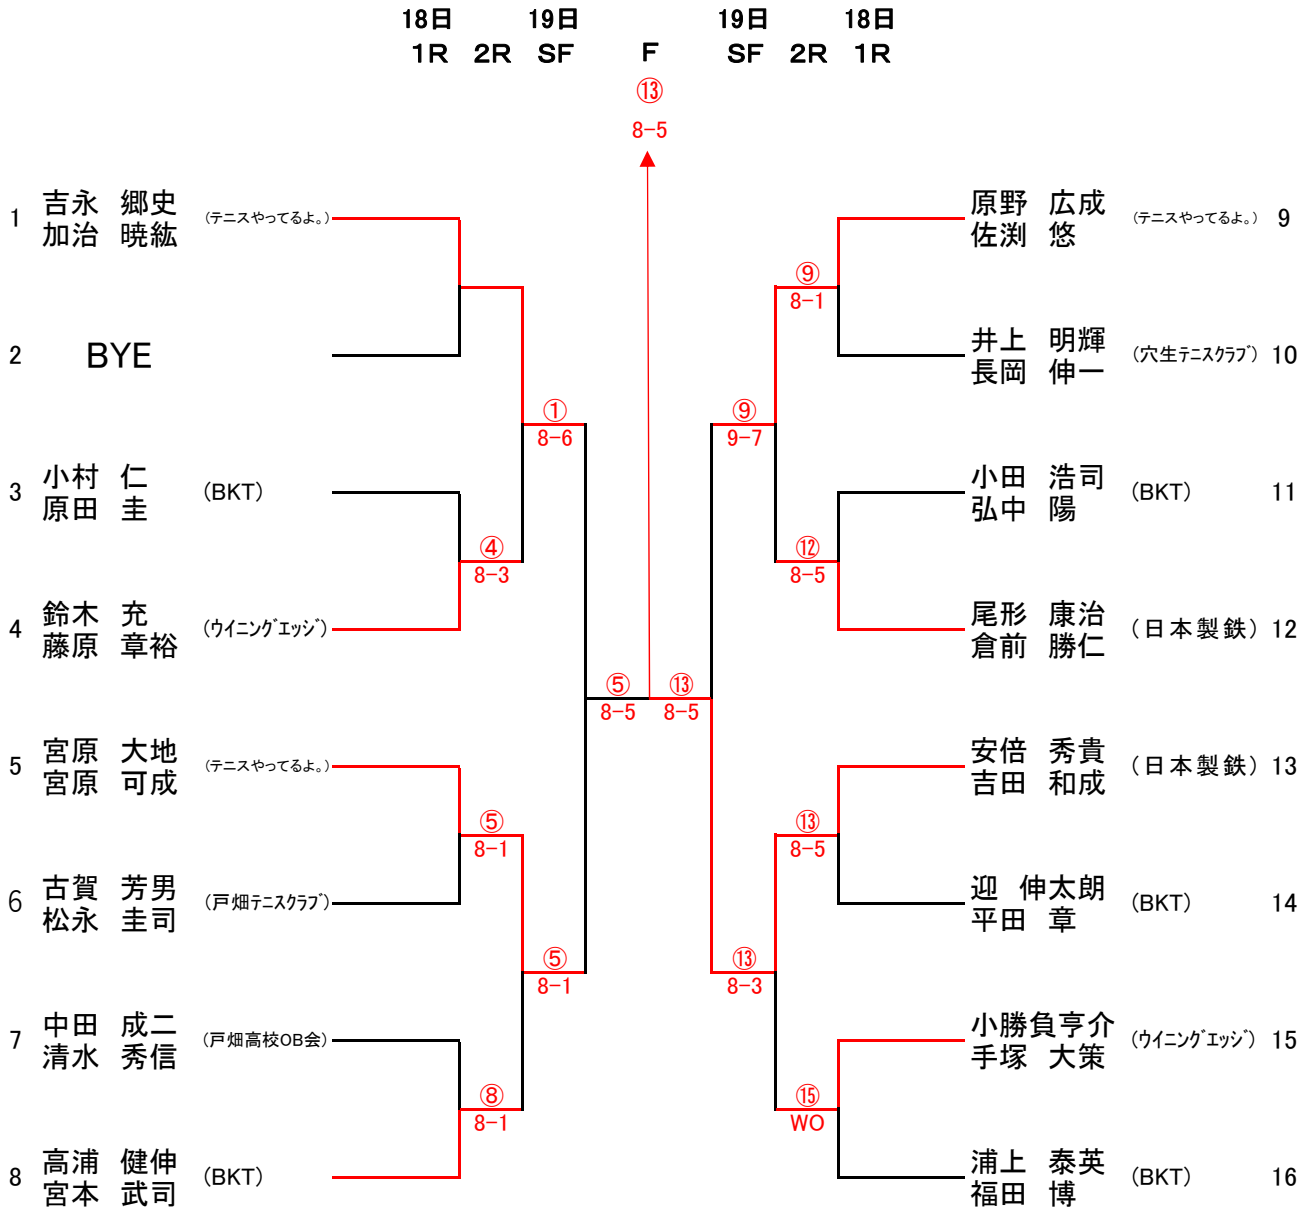 18日 19日 19日 18日
1R 2R SF F SF 2R 1R
⑬
8-5
1 吉永 郷史 加治 暁紘 (テニスやってるよ。)
原野 広成 佐渕 悠 (テニスやってるよ。) 9
⑨
8-1
2 BYE
井上 明輝 長岡 伸一 (穴生テニスクラブ) 10
① ⑨
8-6 9-7
3 小村 仁 原田 圭 (BKT)
小田 浩司 弘中 陽 (BKT) 11
④ ⑫
8-3 8-5
4 鈴木 充 藤原 章裕 (ウイニングエッジ)
尾形 康治 倉前 勝仁 (日本製鉄) 12
⑤ ⑬
8-5 8-5
5 宮原 大地 宮原 可成 (テニスやってるよ。)
安倍 秀貴 吉田 和成 (日本製鉄) 13
⑤ ⑬
8-1 8-5
6 古賀 芳男 松永 圭司 (戸畑テニスクラブ)
迎 伸太朗 平田 章 (BKT) 14
⑤ ⑬
8-1 8-3
7 中田 成二 清水 秀信 (戸畑高校OB会)
小勝負亨介 手塚 大策 (ウイニングエッジ) 15
⑧ ⑮
8-1 WO
8 高浦 健伸 宮本 武司 (BKT)
浦上 泰英 福田 博 (BKT) 16